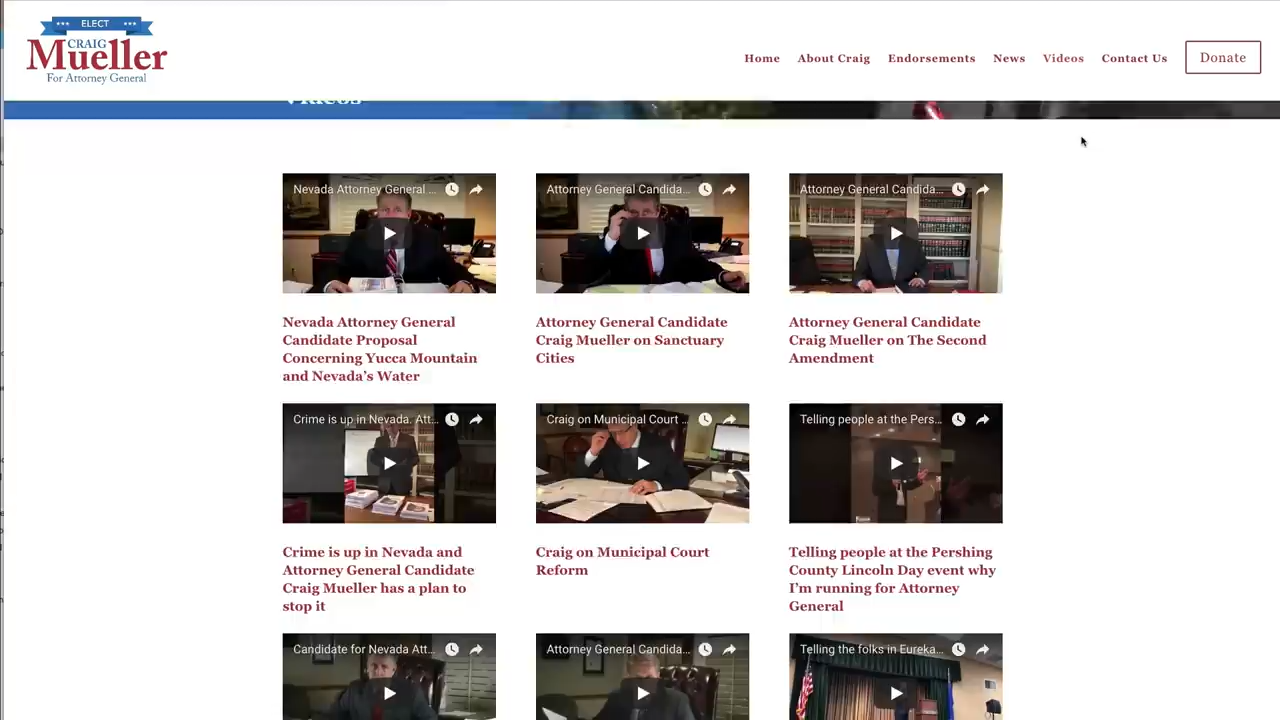 ELECT
CRAIG
Mueller
For Attorney General
Home About Craig Endorsements News Videos Contact Us Donate
Videos
Nevada Attorney General ...
Attorney General Candida...
Attorney General Candida...
Nevada Attorney General
Candidate Proposal
Concerning Yucca Mountain
and Nevada's Water
Attorney General Candidate
Craig Mueller on Sanctuary
Cities
Attorney General Candidate
Craig Mueller on The Second
Amendment
Crime is up in Nevada. Att...
Craig on Municipal Court ...
Telling people at the Pers...
Crime is up in Nevada and
Attorney General Candidate
Craig Mueller has a plan to
stop it
Craig on Municipal Court
Reform
Telling people at the Pershing
County Lincoln Day event why
I'm running for Attorney
General
Candidate for Nevada Att...
Attorney General Candida...
Telling the folks in Eureka...